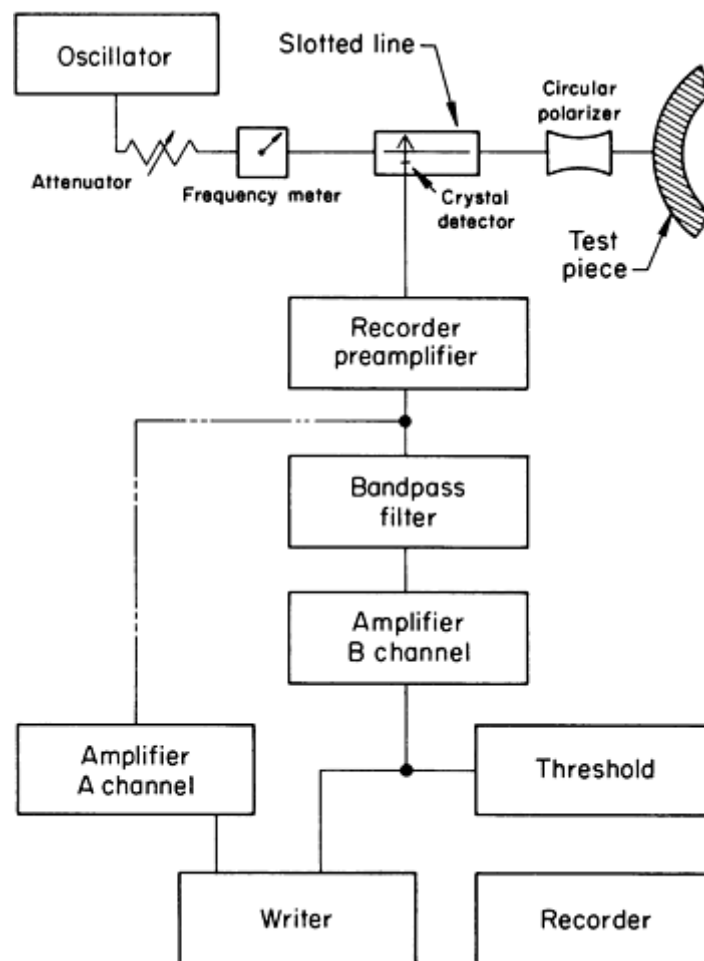 Oscillator
Slotted line
Circular
polarizer
Attenuator
Frequency meter
Crystal
detector
Test
piece
Recorder
preamplifier
Bandpass
filter
Amplifier
B channel
Amplifier
A channel
Threshold
Writer
Recorder